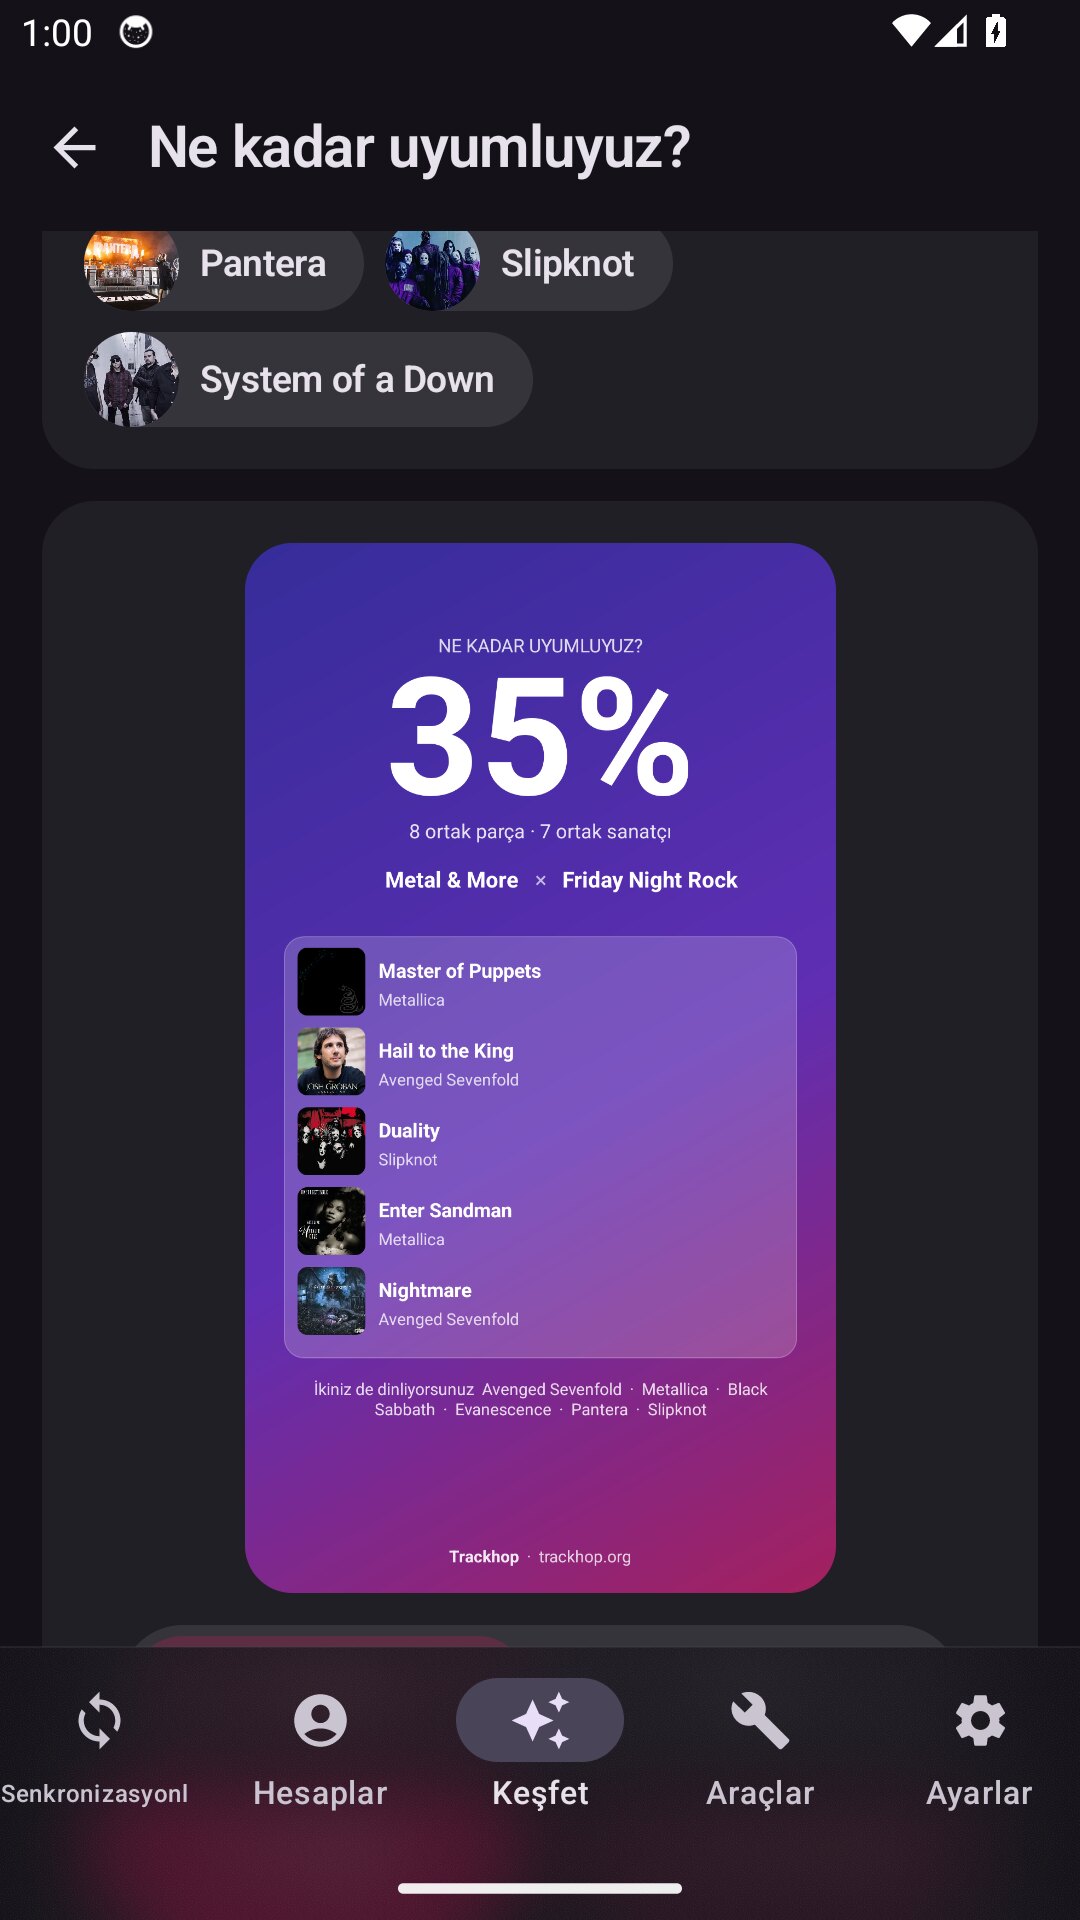 1:00
Ne kadar uyumluyuz?
Pantera
Slipknot
System of a Down
NE KADAR UYUMLUYUZ?
35%
8 ortak parça · 7 ortak sanatçı
Metal & More × Friday Night Rock
Master of Puppets
Metallica
Hail to the King
Avenged Sevenfold
JOSH GROBAN
Duality
Slipknot
Enter Sandman
Metallica
Nightmare
Avenged Sevenfold
İkiniz de dinliyorsunuz Avenged Sevenfold · Metallica · Black
Sabbath · Evanescence · Pantera · Slipknot
Trackhop · trackhop.org
Senkronizasyonl
Hesaplar
Keşfet
Araçlar
Ayarlar